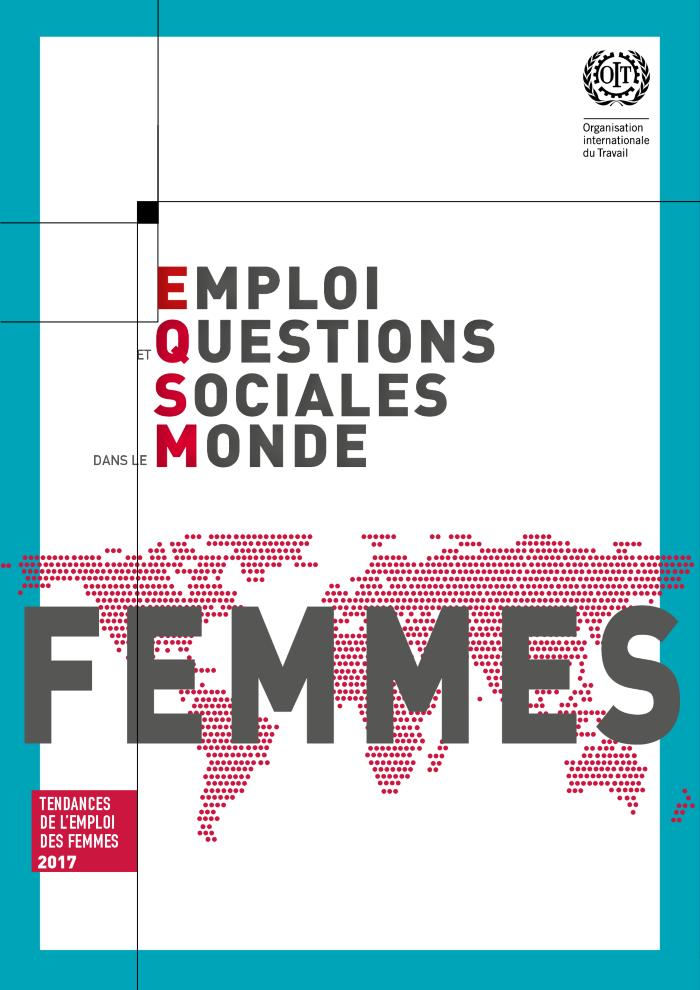 OIT
Organisation
internationale
du Travail
EMPLOI
ET QUESTIONS
SOCIALES
DANS LE MONDE
FEMMES
TENDANCES
DE L'EMPLOI
DES FEMMES
2017